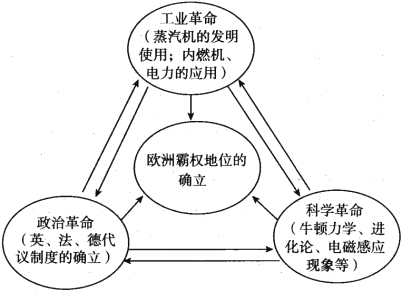 工业革命
（蒸汽机的发明
使用；内燃机、
电力的应用）
欧洲霸权地位的
确立
政治革命
（英、法、德代
议制度的确立）
科学革命
（牛顿力学、进
化论、电磁感应
现象等）